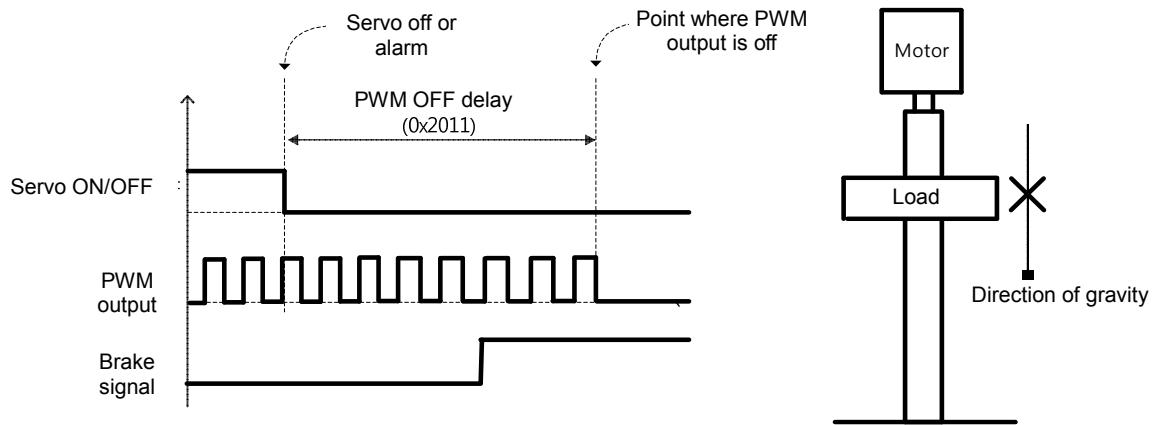 Servo off or
alarm
Point where PWM
output is off
PWM OFF delay
(0x2011)
Servo ON/OFF :
PWM
output
Brake
signal
Motor
Load
Direction of gravity